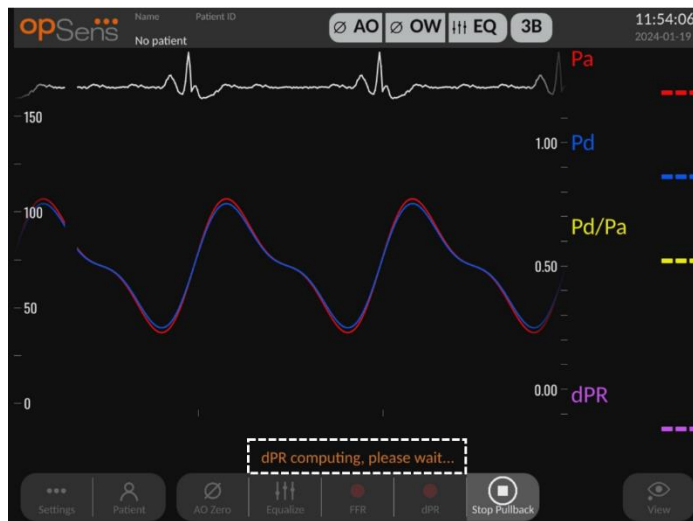 opSens
Name
Patient ID
No patient
Ø AO Ø OW EQ 3B
11:54:06
2024-01-19
Pa
150
1.00
Pd
100
Pd/Pa
0.50
50
0.00
dPR
0
dPR computing, please wait...
Settings Patient AO Zero Equalize FFR dPR Stop Pullback View